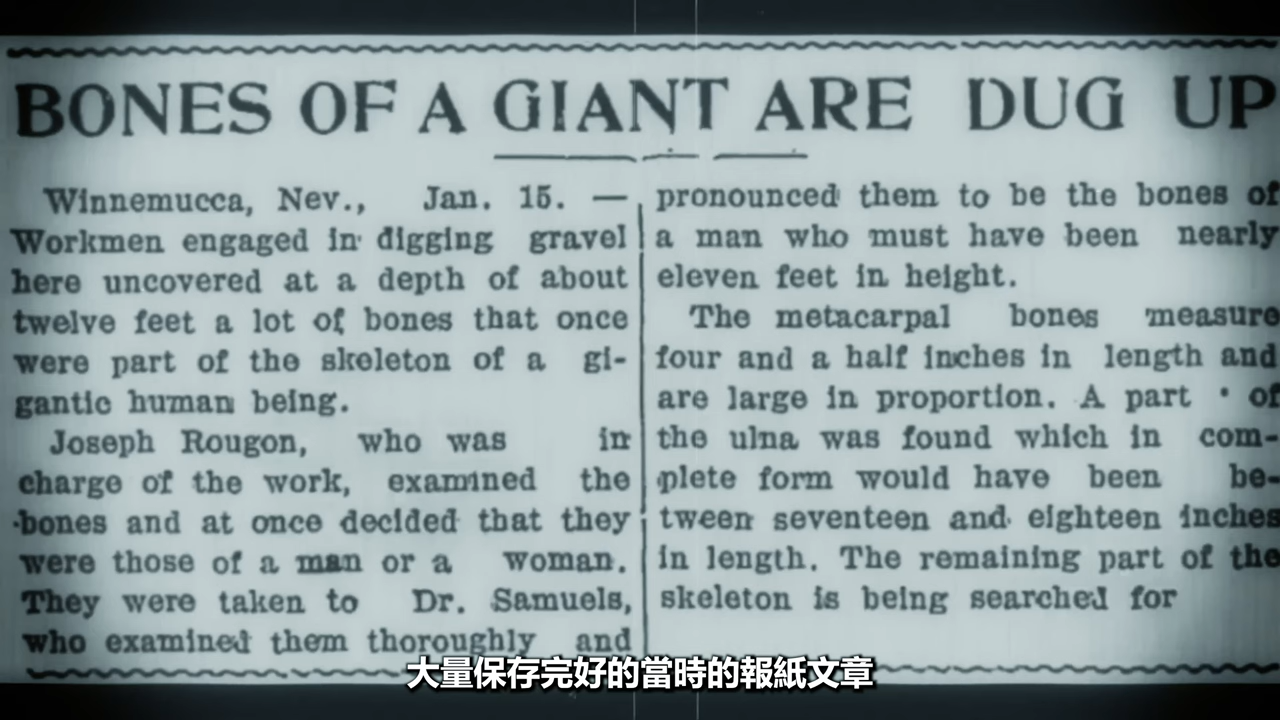 BONES OF A GIANT ARE DUG UP
Winnemucca, Nev., Jan. 15. —
Workmen engaged in digging gravel
here uncovered at a depth of about
twelve feet a lot of bones that once
were part of the skeleton of a gi-
gantic human being.
Joseph Rougon, who was in
charge of the work, examined the
bones and at once decided that they
were those of a man or a woman.
They were taken to Dr. Samuels,
who examined them thoroughly and
pronounced them to be the bones of
a man who must have been nearly
eleven feet in height.
The metacarpal bones measure
four and a half inches in length and
are large in proportion. A part of
the ulna was found which in com-
plete form would have been be-
tween seventeen and eighteen inches
in length. The remaining part of the
skeleton is being searched for
大量保存完好的當時的報紙文章